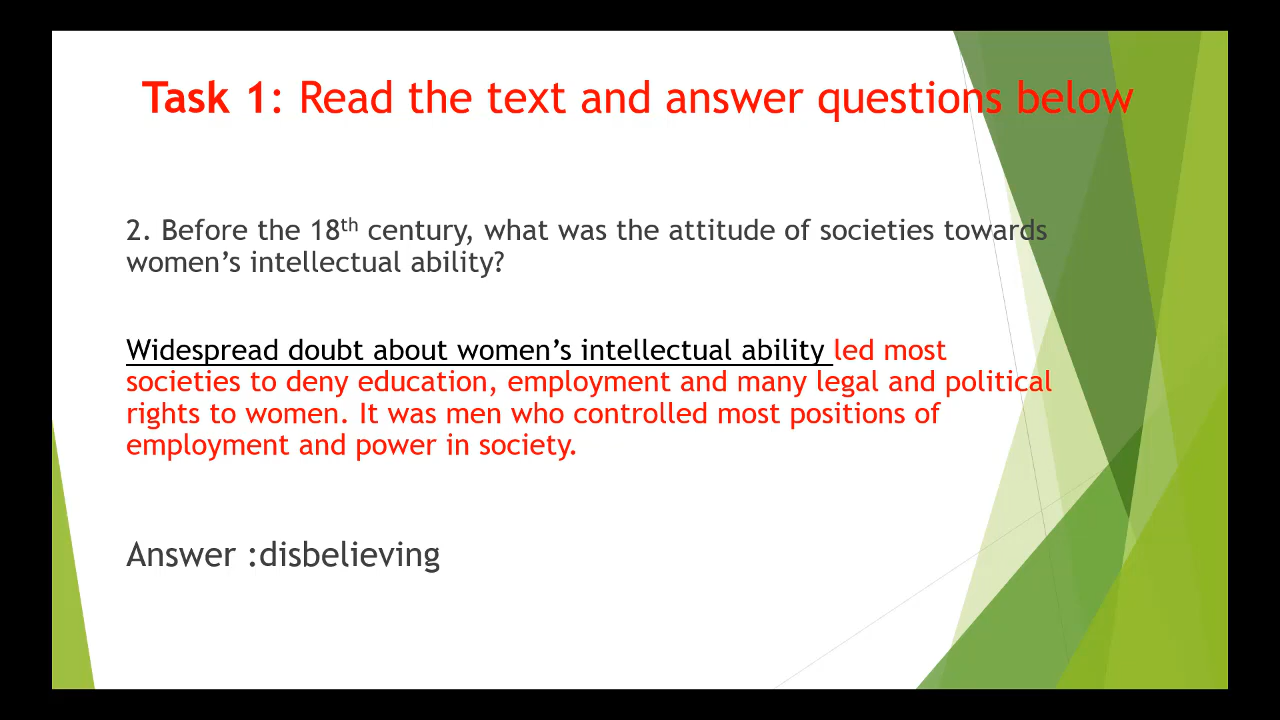 Task 1: Read the text and answer questions below
2. Before the 18th century, what was the attitude of societies towards
women’s intellectual ability?
Widespread doubt about women’s intellectual ability led most
societies to deny education, employment and many legal and political
rights to women. It was men who controlled most positions of
employment and power in society.
Answer :disbelieving